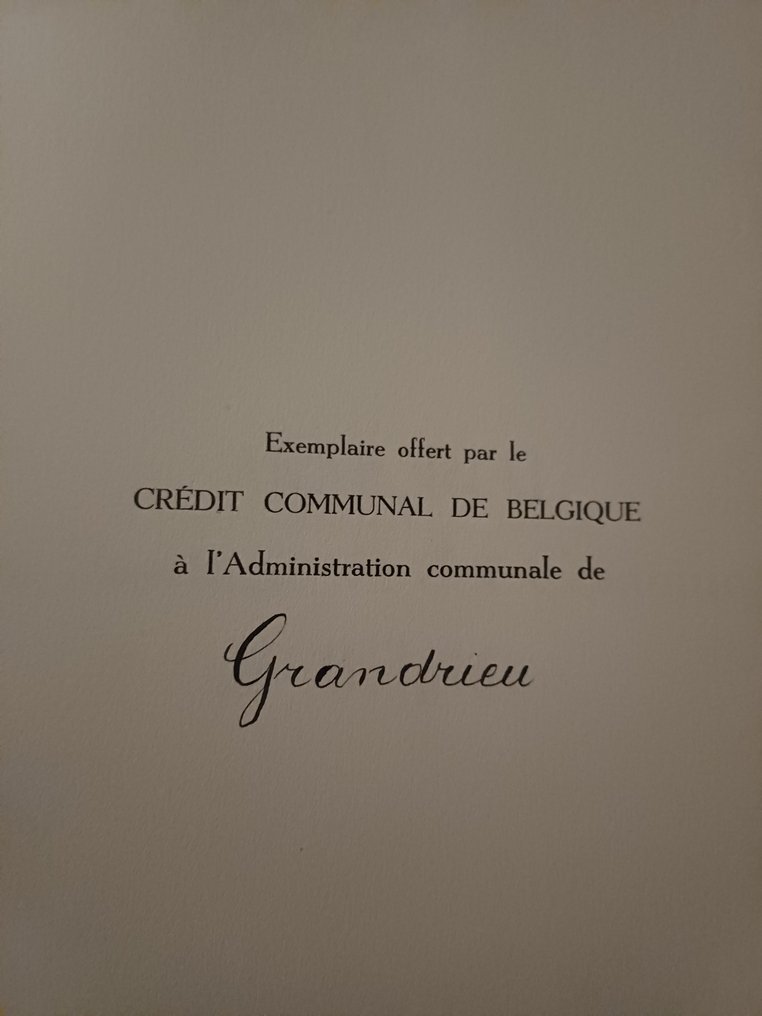 Exemplaire offert par le
CRÉDIT COMMUNAL DE BELGIQUE
à l'Administration communale de
Grandrieu